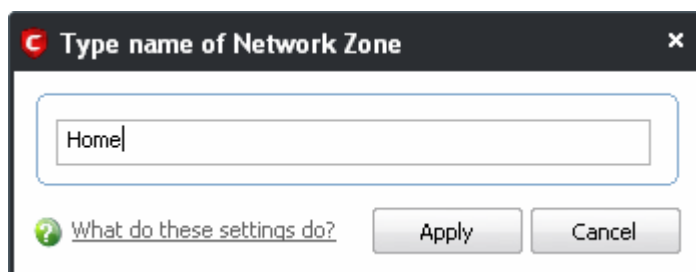 Type name of Network Zone
Home
What do these settings do?
Apply
Cancel